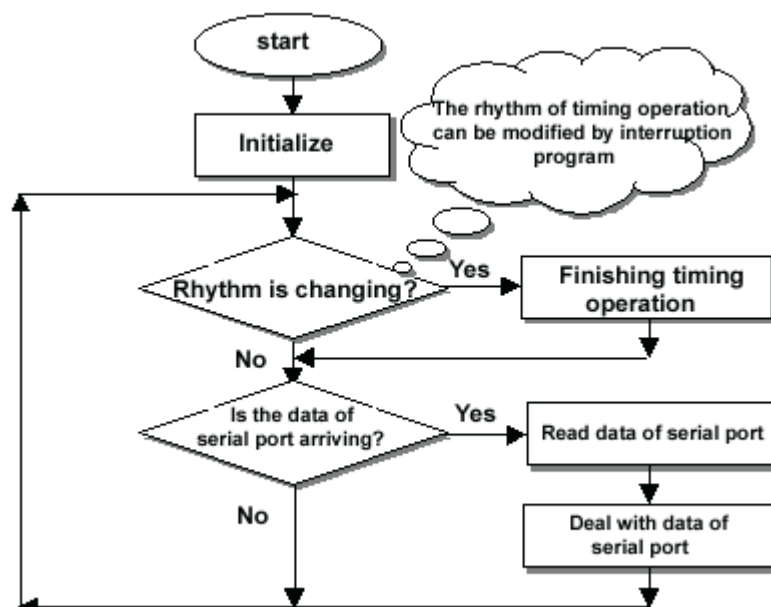 start
The rhythm of timing operation
can be modified by interruption
program
Initialize
Rhythm is changing?
Yes
Finishing timing
operation
No
Is the data of
serial port arriving?
Yes
Read data of serial port
No
Deal with data of
serial port